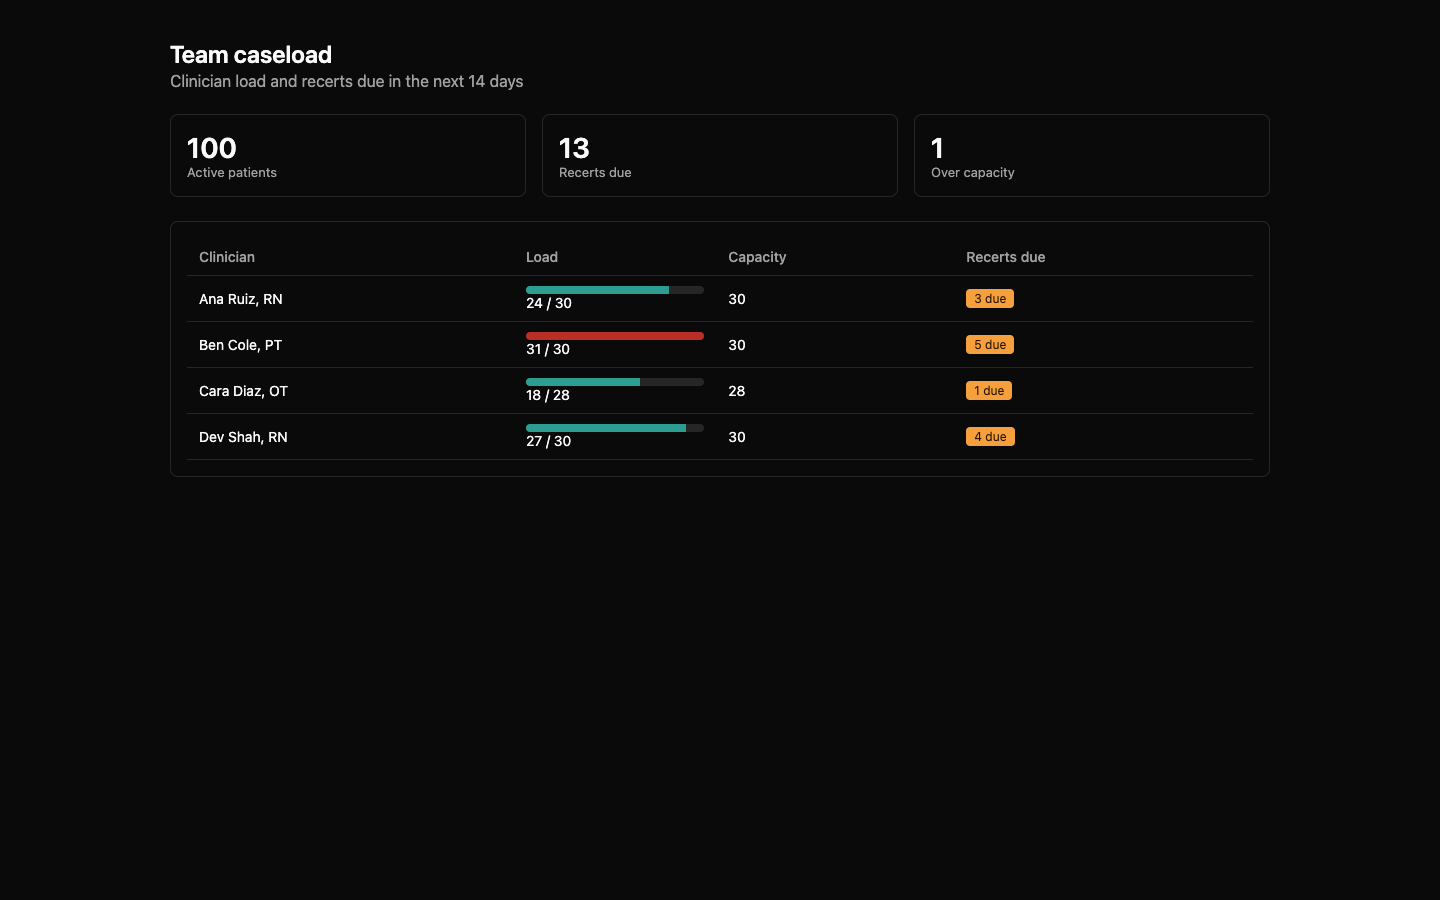 Team caseload
Clinician load and recerts due in the next 14 days
100
Active patients
13
Recerts due
1
Over capacity
Clinician Load Capacity Recerts due
Ana Ruiz, RN 24 / 30 30 3 due
Ben Cole, PT 31 / 30 30 5 due
Cara Diaz, OT 18 / 28 28 1 due
Dev Shah, RN 27 / 30 30 4 due